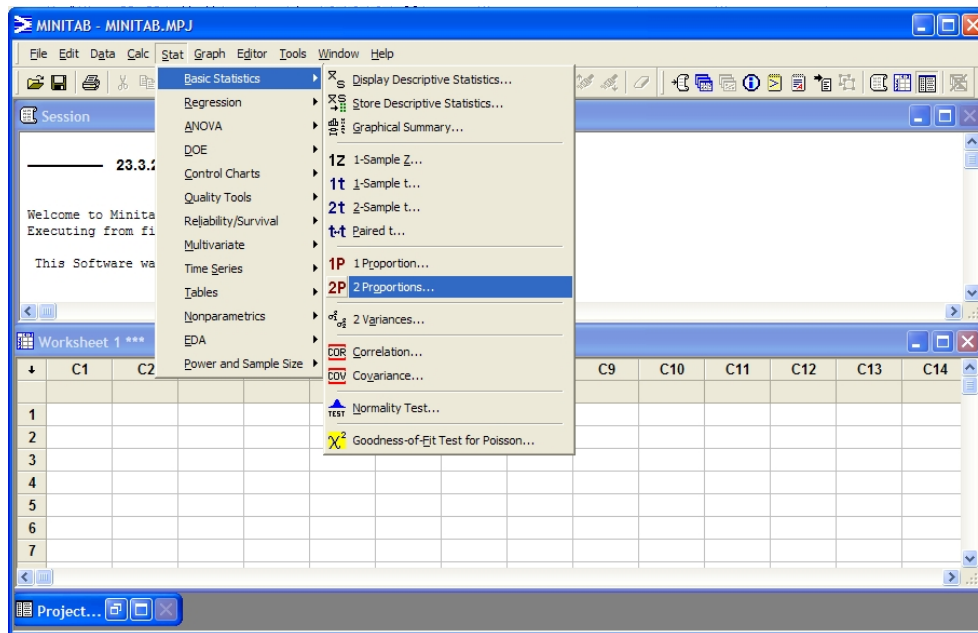 MINITAB - MINITAB.MPJ
File Edit Data Calc Stat Graph Editor Tools Window Help
Session
23.3.2
Welcome to Minita
Executing from fi
This Software wa
Basic Statistics
Regression
ANOVA
DOE
Control Charts
Quality Tools
Reliability/Survival
Multivariate
Time Series
Tables
Nonparametrics
EDA
Power and Sample Size
Display Descriptive Statistics...
Store Descriptive Statistics...
Graphical Summary...
1Z 1-Sample Z...
1t 1-Sample t...
2t 2-Sample t...
t-t Paired t...
1P 1 Proportion...
2P 2 Proportions...
2 Variances...
COR Correlation...
COV Covariance...
TEST Normality Test...
χ² Goodness-of-Fit Test for Poisson...
Worksheet 1 ***
C1 C2 C9 C10 C11 C12 C13 C14
1
2
3
4
5
6
7
Project...